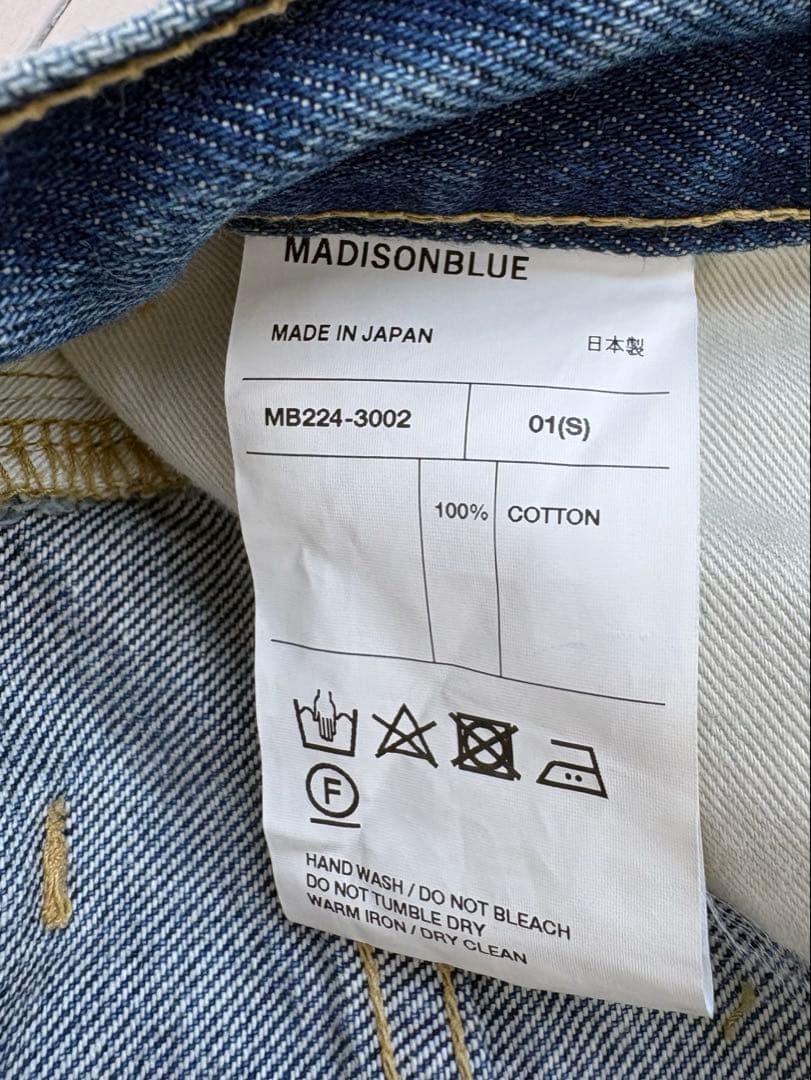 MADISONBLUE
MADE IN JAPAN 日本製
MB224-3002 01(S)
100% COTTON
F
HAND WASH / DO NOT BLEACH
DO NOT TUMBLE DRY
WARM IRON / DRY CLEAN